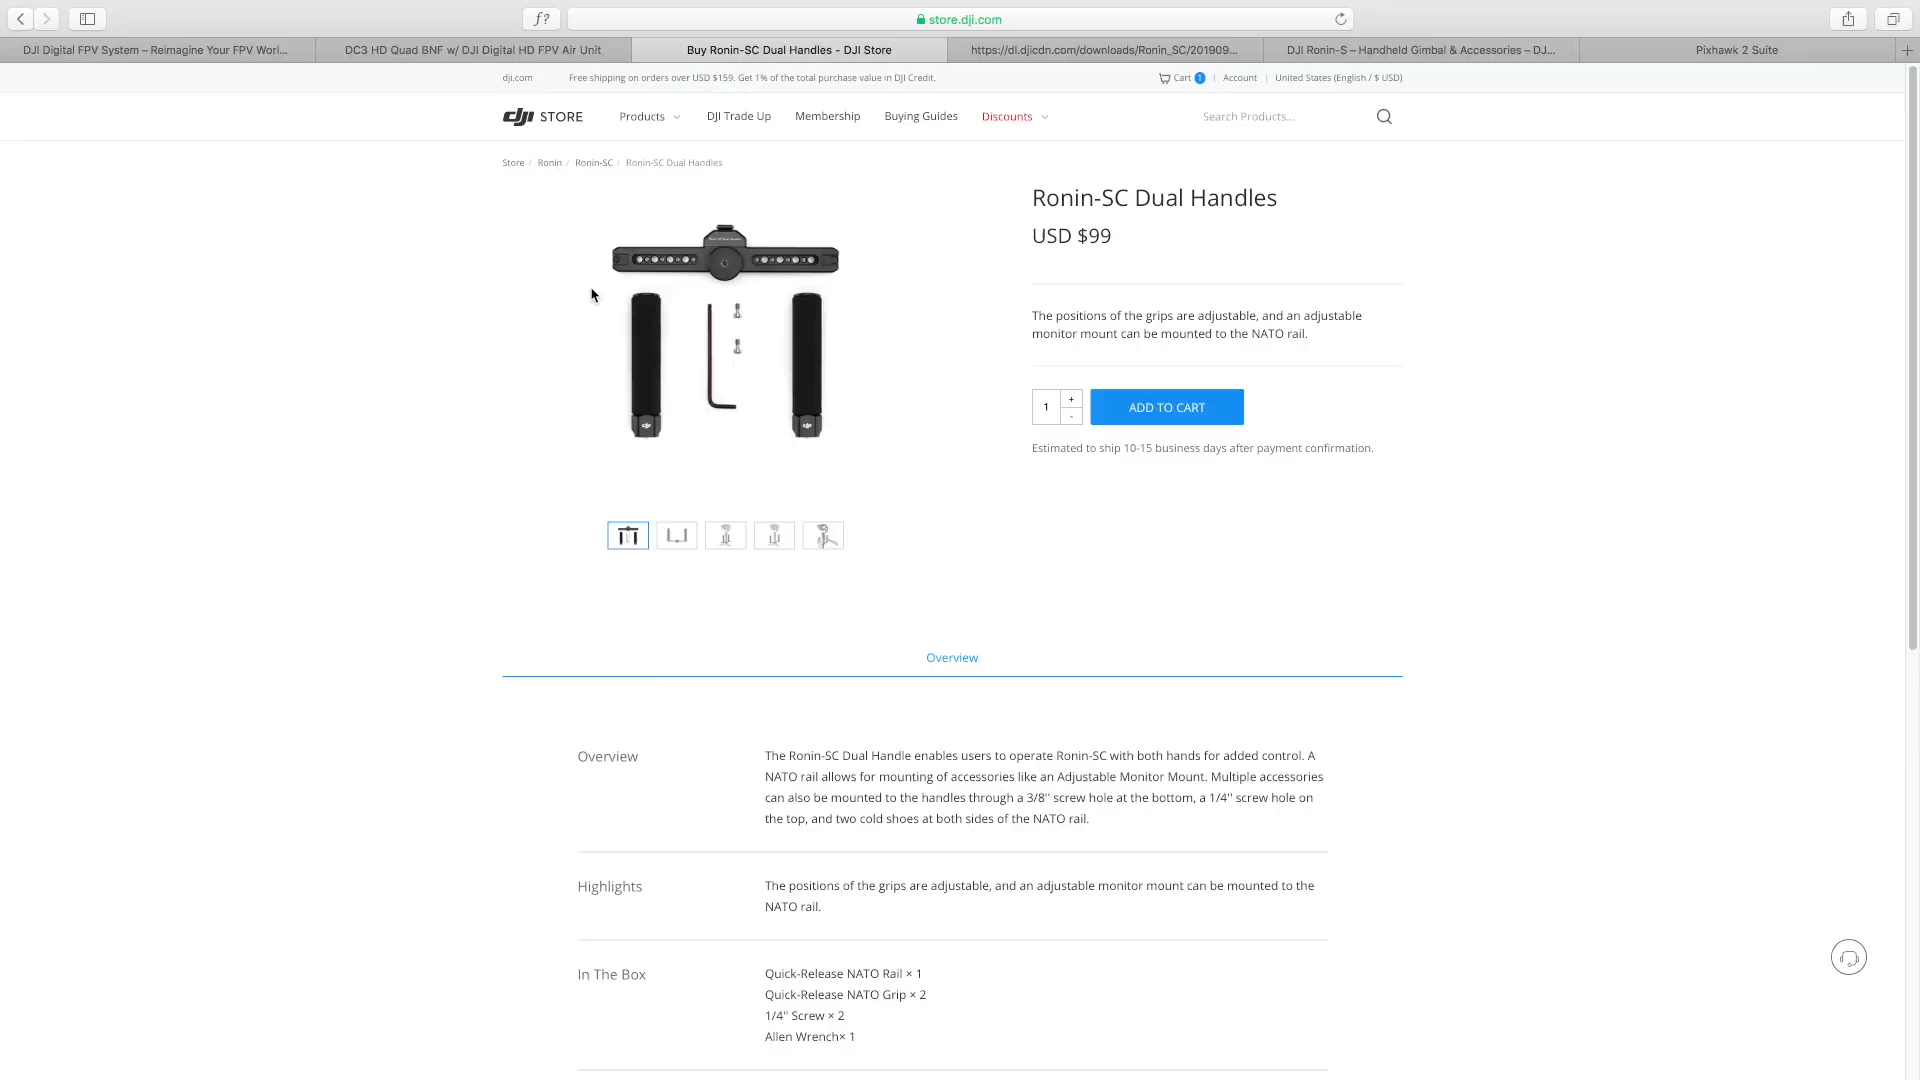 f?
store.dji.com
DJI Digital FPV System – Reimagine Your FPV Worl...
DC3 HD Quad BNF w/ DJI Digital HD FPV Air Unit
Buy Ronin-SC Dual Handles - DJI Store
https://dl.djicdn.com/downloads/Ronin_SC/201909...
DJI Ronin-S – Handheld Gimbal & Accessories – DJ...
Pixhawk 2 Suite
dji.com
Free shipping on orders over USD $159. Get 1% of the total purchase value in DJI Credit.
Cart 1 | Account | United States (English / $ USD)
dji STORE
Products
DJI Trade Up
Membership
Buying Guides
Discounts
Search Products...
Store / Ronin / Ronin-SC / Ronin-SC Dual Handles
Ronin-SC Dual Handles
USD $99
The positions of the grips are adjustable, and an adjustable
monitor mount can be mounted to the NATO rail.
1
+
-
ADD TO CART
Estimated to ship 10-15 business days after payment confirmation.
Overview
Overview
The Ronin-SC Dual Handle enables users to operate Ronin-SC with both hands for added control. A
NATO rail allows for mounting of accessories like an Adjustable Monitor Mount. Multiple accessories
can also be mounted to the handles through a 3/8'' screw hole at the bottom, a 1/4'' screw hole on
the top, and two cold shoes at both sides of the NATO rail.
Highlights
The positions of the grips are adjustable, and an adjustable monitor mount can be mounted to the
NATO rail.
In The Box
Quick-Release NATO Rail × 1
Quick-Release NATO Grip × 2
1/4'' Screw × 2
Allen Wrench× 1